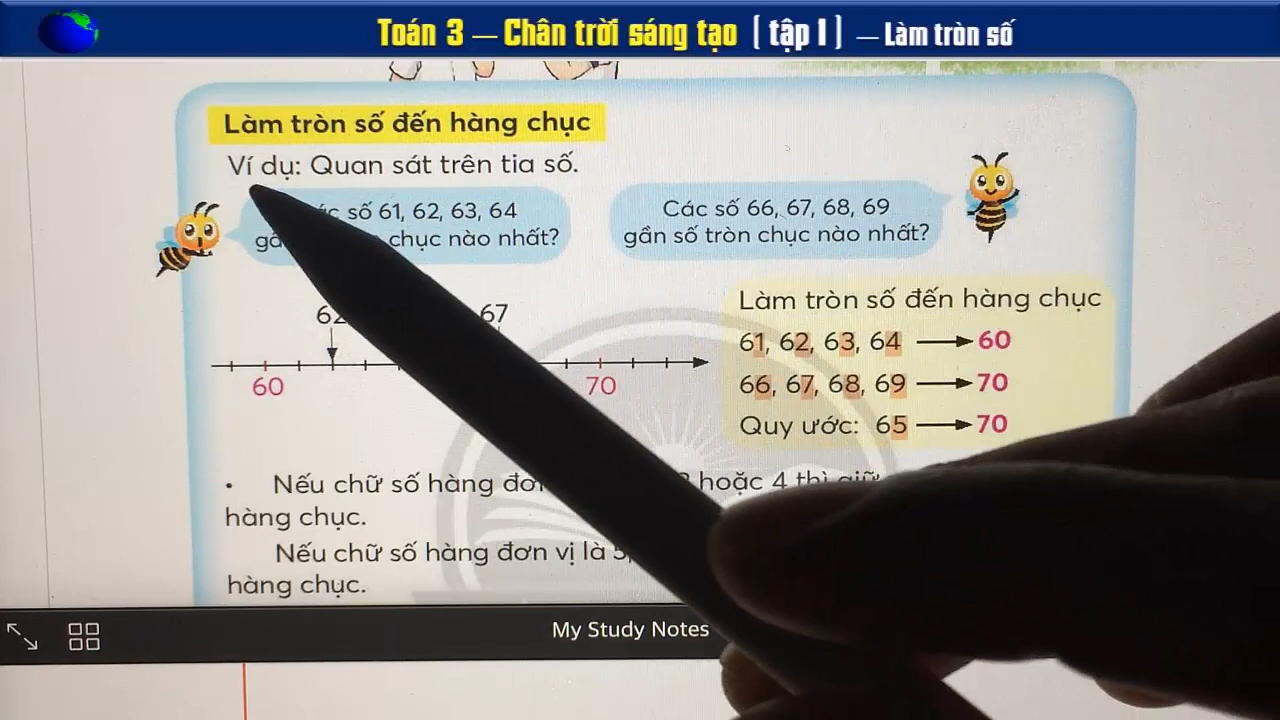 Toán 3 – Chân trời sáng tạo (tập 1) – Làm tròn số
Làm tròn số đến hàng chục
Ví dụ: Quan sát trên tia số.
số 61, 62, 63, 64
chục nào nhất?
Các số 66, 67, 68, 69
gần số tròn chục nào nhất?
62
67
60
70
Làm tròn số đến hàng chục
61, 62, 63, 64 → 60
66, 67, 68, 69 → 70
Quy ước: 65 → 70
• Nếu chữ số hàng hoặc 4 thì
hàng chục.
Nếu chữ số hàng đơn vị là 5,
hàng chục.
My Study Notes